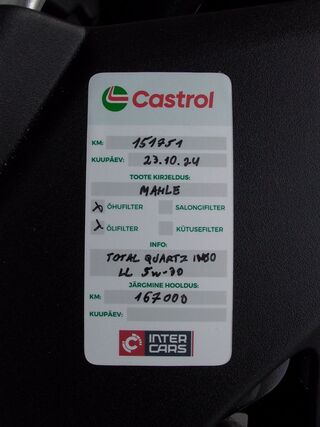 Castrol
KM: 151751
KUUPÄEV: 23.10.24
TOOTE KIRJELDUS:
MAHLE
x ÕHUFILTER SALONGIFILTER
x ÕLIFILTER KÜTUSEFILTER
INFO:
TOTAL QUARTZ INEO
LL 5W-30
JÄRGMINE HOOLDUS:
KM: 167000
KUUPÄEV:
INTER
CARS